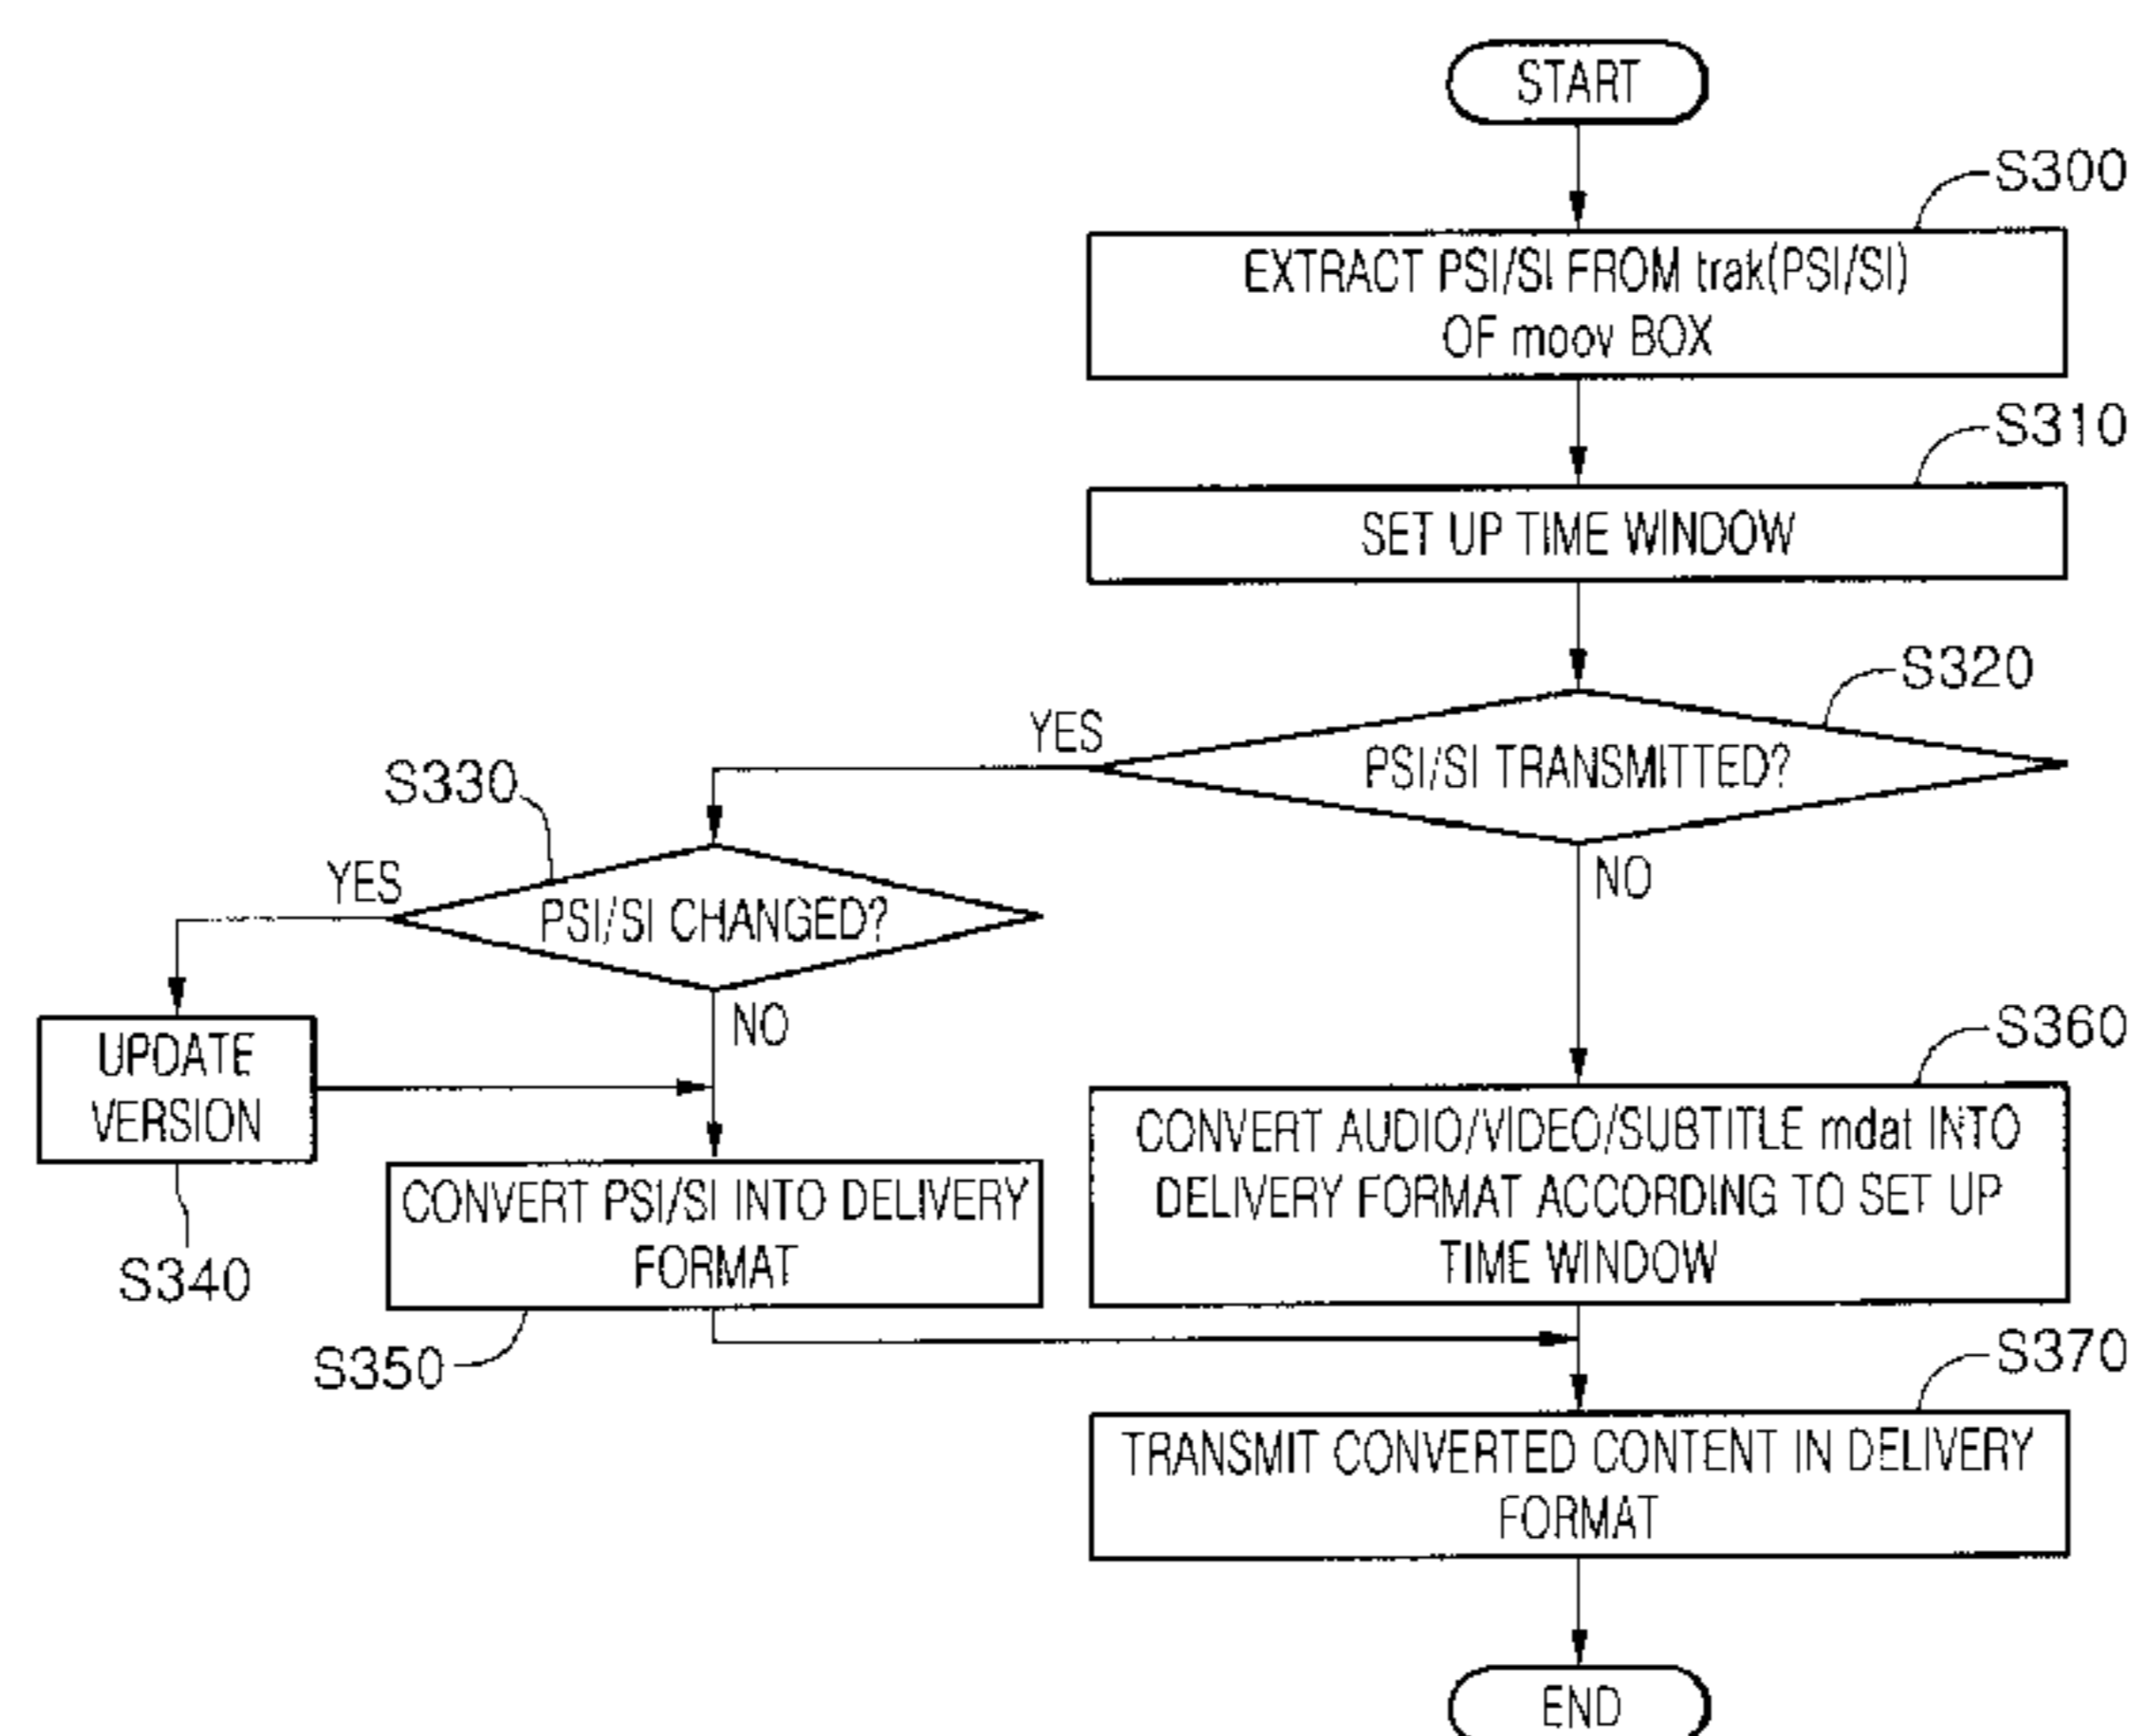 START
S300
EXTRACT PSI/SI FROM trak(PSI/SI)
OF moov BOX
S310
SET UP TIME WINDOW
S320
YES
PSI/SI TRANSMITTED?
S330
NO
YES
PSI/SI CHANGED?
NO
UPDATE
VERSION
S340
CONVERT PSI/SI INTO DELIVERY
FORMAT
S350
S360
CONVERT AUDIO/VIDEO/SUBTITLE mdat INTO
DELIVERY FORMAT ACCORDING TO SET UP
TIME WINDOW
S370
TRANSMIT CONVERTED CONTENT IN DELIVERY
FORMAT
END